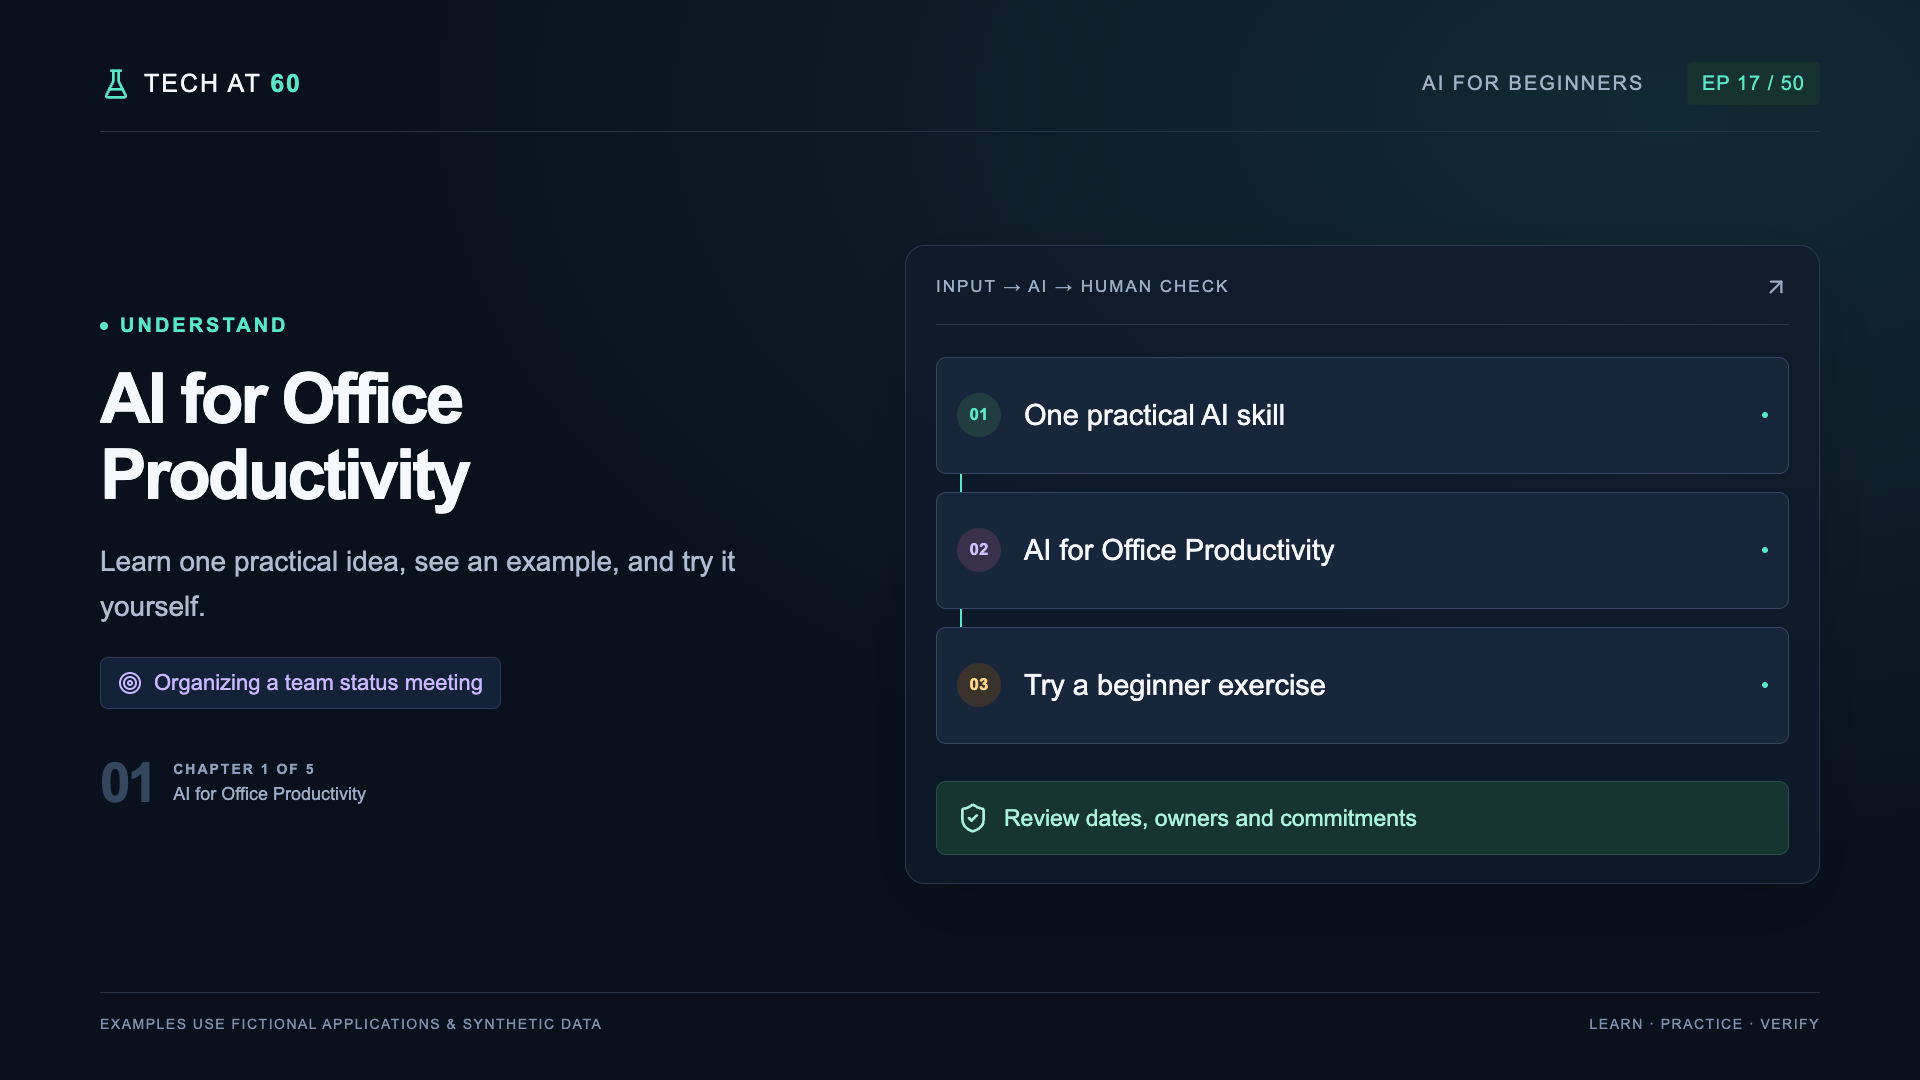 TECH AT 60
AI FOR BEGINNERS
EP 17 / 50
UNDERSTAND
AI for Office
Productivity
Learn one practical idea, see an example, and try it
yourself.
Organizing a team status meeting
01
CHAPTER 1 OF 5
AI for Office Productivity
INPUT → AI → HUMAN CHECK
01 One practical AI skill
02 AI for Office Productivity
03 Try a beginner exercise
Review dates, owners and commitments
EXAMPLES USE FICTIONAL APPLICATIONS & SYNTHETIC DATA
LEARN · PRACTICE · VERIFY